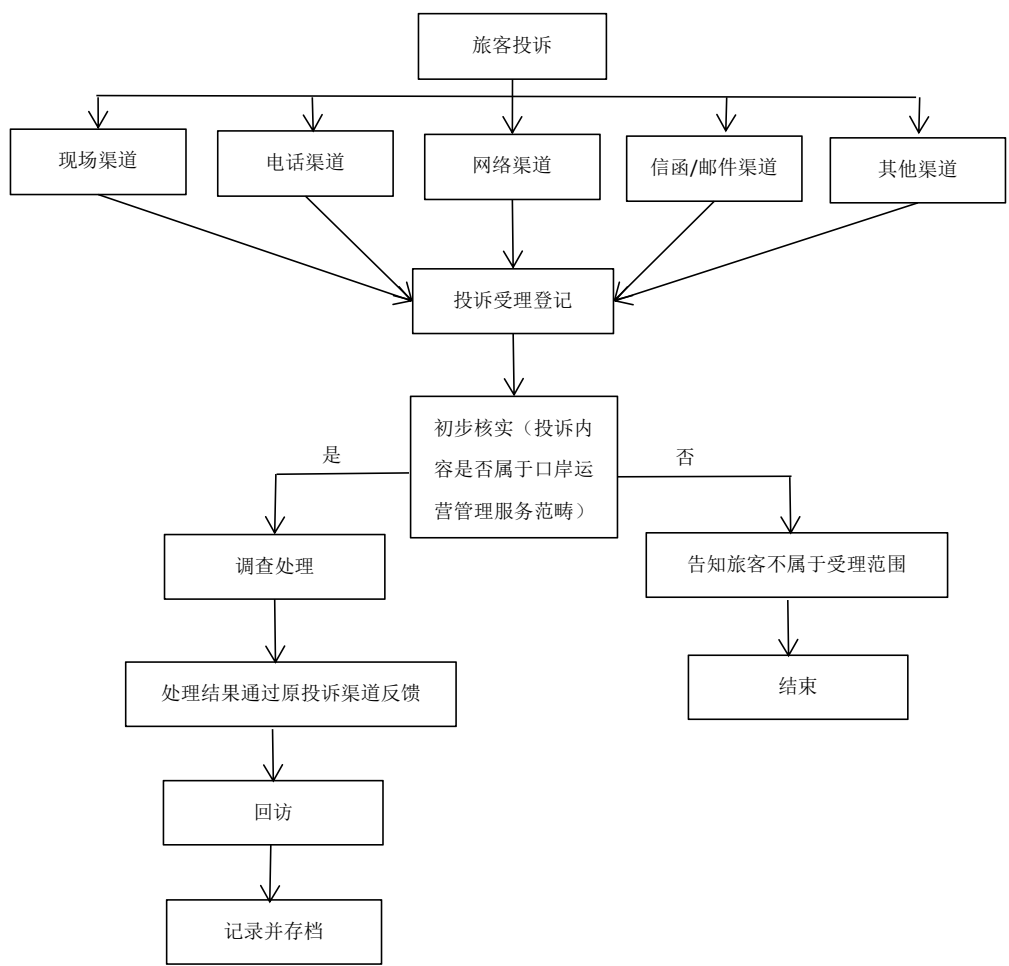 旅客投诉
现场渠道
电话渠道
网络渠道
信函/邮件渠道
其他渠道
投诉受理登记
初步核实（投诉内
容是否属于口岸运
营管理服务范畴）
是
否
调查处理
告知旅客不属于受理范围
处理结果通过原投诉渠道反馈
结束
回访
记录并存档